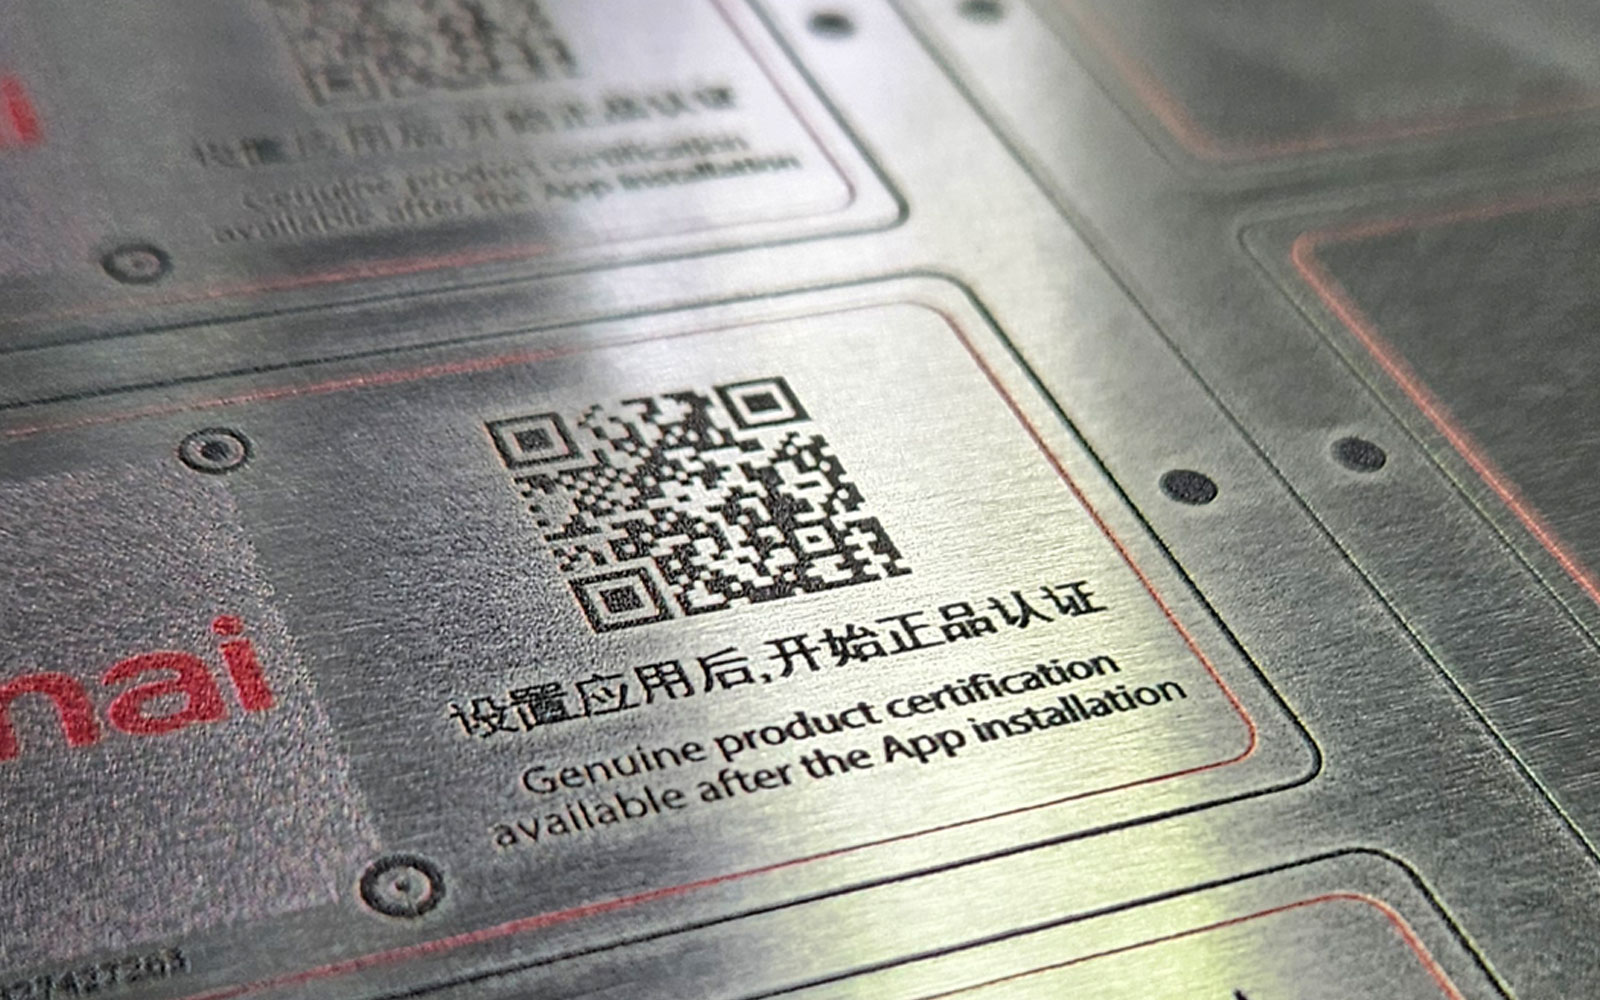 设置应用后,开始正品认证
Genuine product certification
available after the App installation
设置应用后,开始正品认证
Genuine product certification
available after the App installation
nai